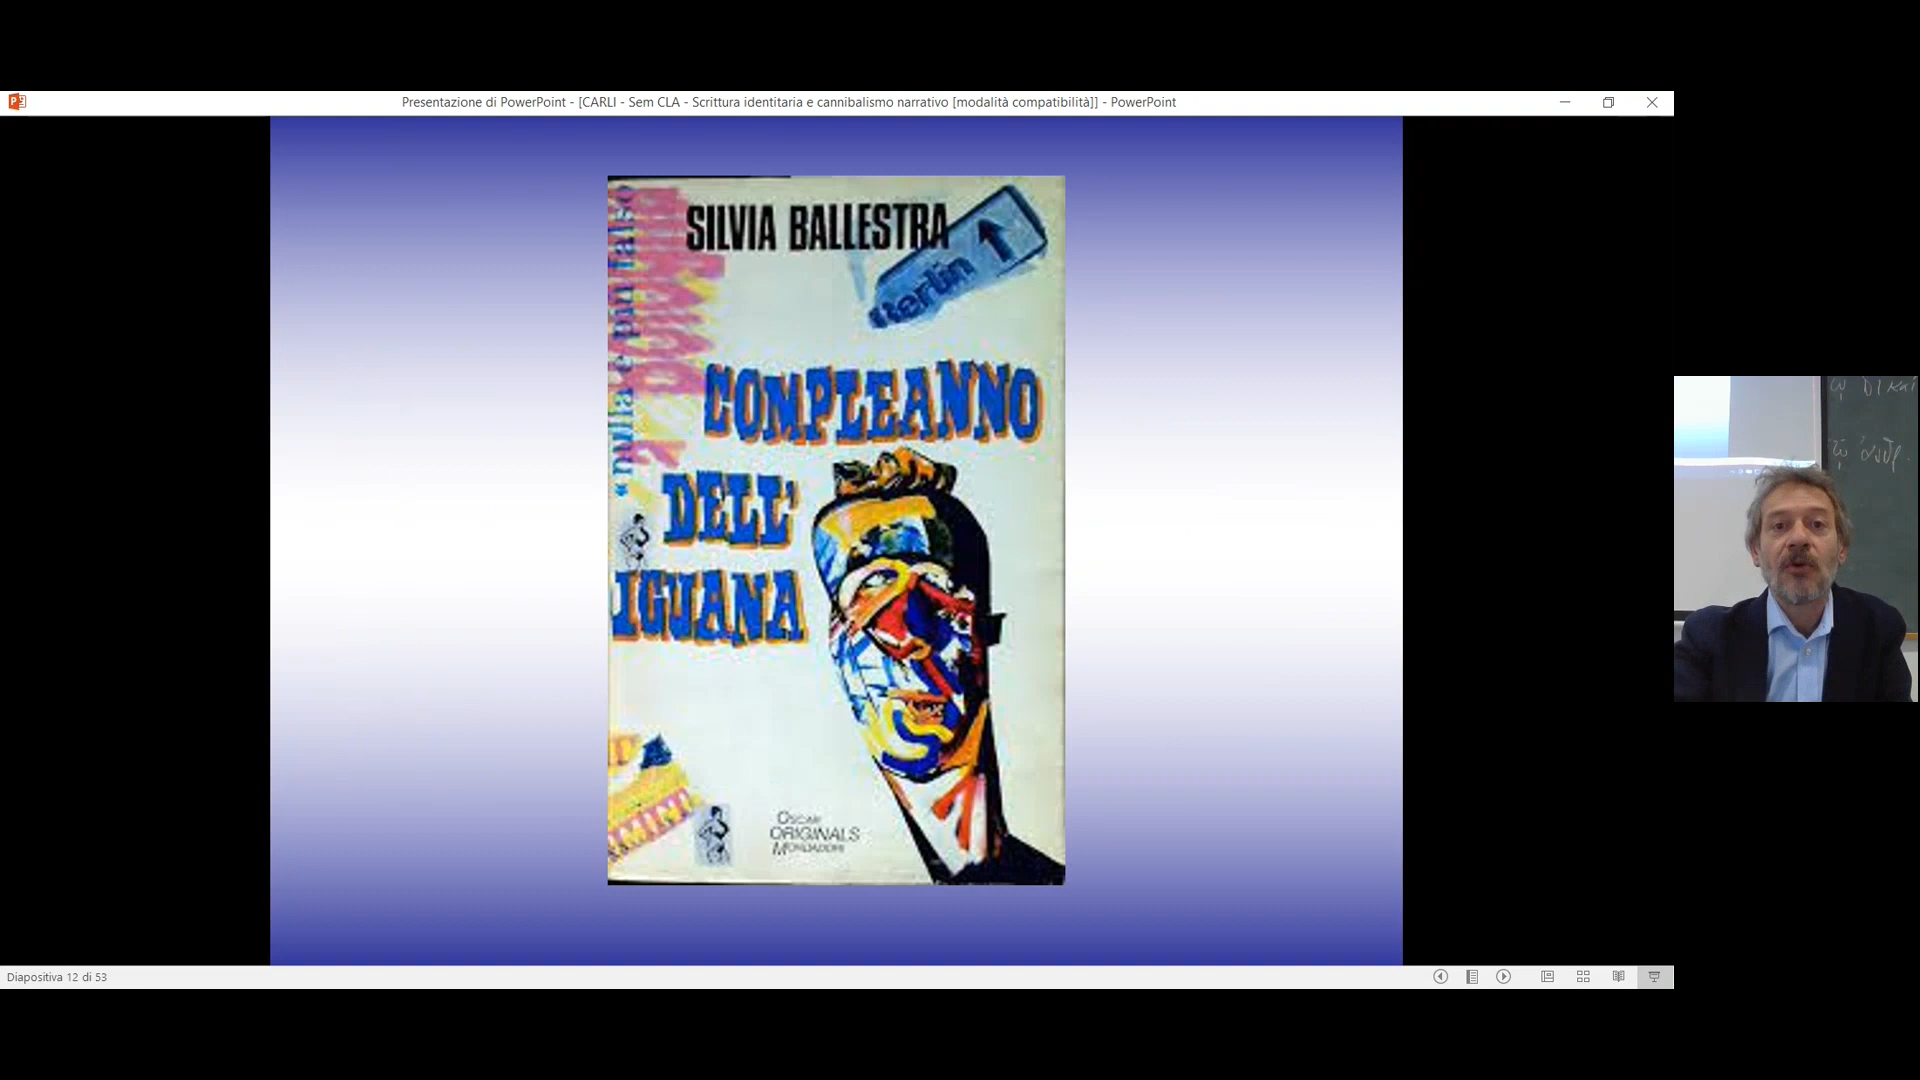 Presentazione di PowerPoint - [CARLI - Sem CLA - Scrittura identitaria e cannibalismo narrativo [modalità compatibilità]] - PowerPoint
SILVIA BALLESTRA
Berlin
COMPLEANNO
DELL'
IGUANA
"nulla è più falso
OSCAR
ORIGINALS
MONDADORI
Diapositiva 12 di 53